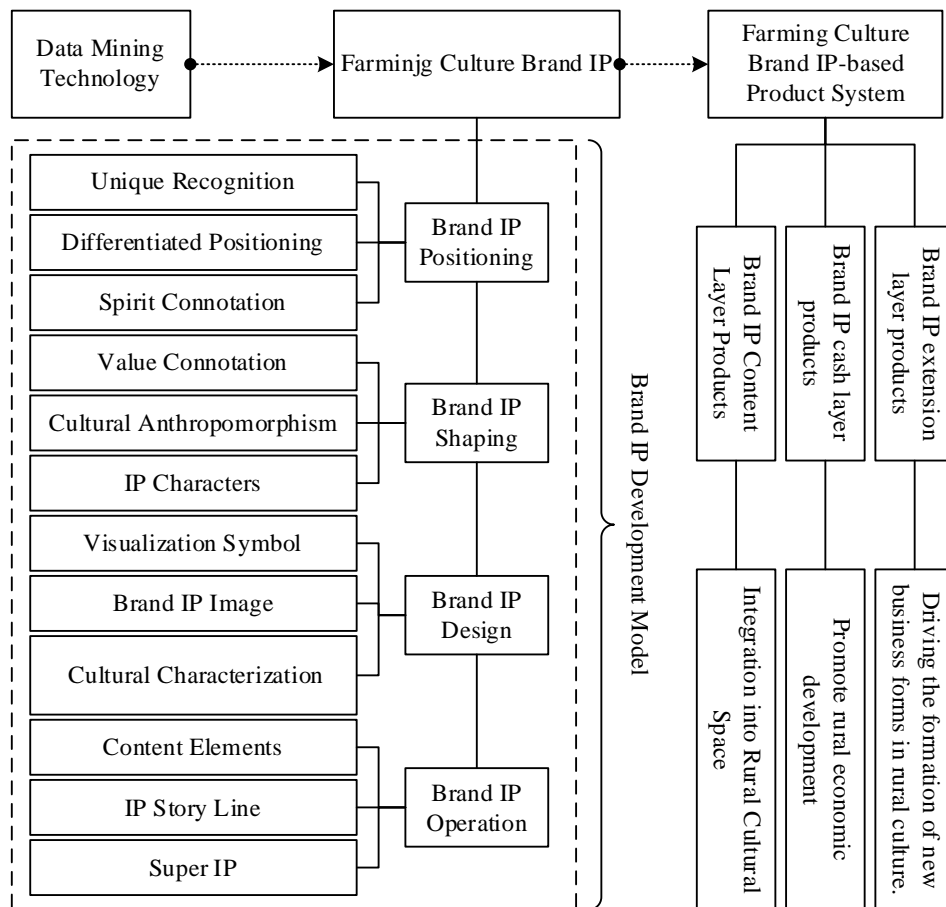 Data Mining
Technology
Farminjg Culture Brand IP
Farming Culture
Brand IP-based
Product System
Unique Recognition
Differentiated Positioning
Spirit Connotation
Brand IP
Positioning
Value Connotation
Cultural Anthropomorphism
IP Characters
Brand IP
Shaping
Visualization Symbol
Brand IP Image
Cultural Characterization
Brand IP
Design
Content Elements
IP Story Line
Super IP
Brand IP
Operation
Brand IP Development Model
Brand IP Content
Layer Products
Brand IP cash layer
products
Brand IP extension
layer products
Integration into Rural Cultural
Space
Promote rural economic
development
Driving the formation of new
business forms in rural culture.